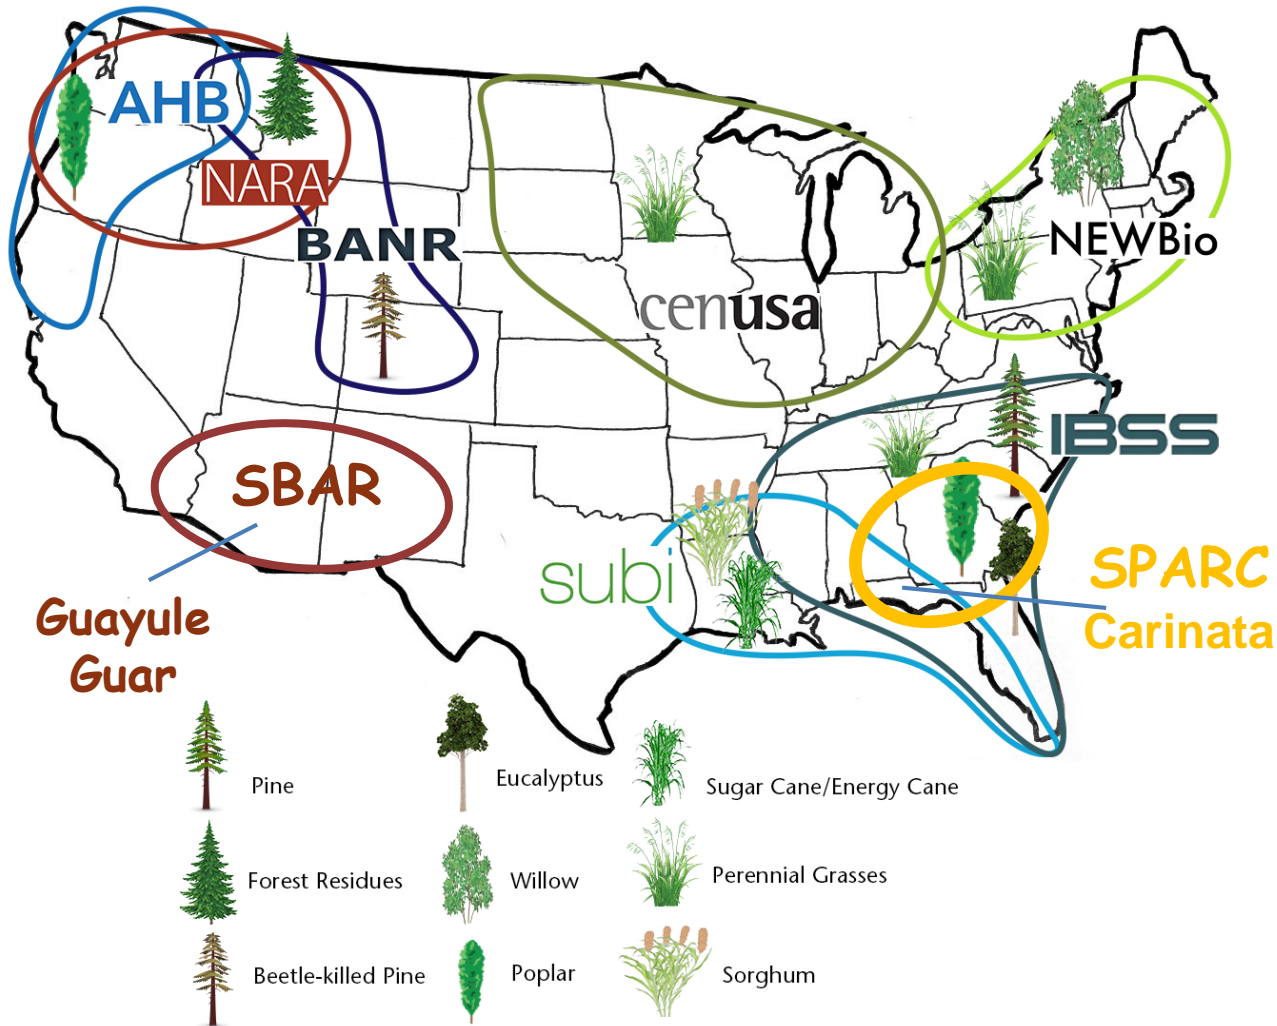 AHB
NARA
BANR
cenusa
NEWBio
IBSS
SBAR
subi
SPARC
Carinata
Guayule
Guar
Pine
Eucalyptus
Sugar Cane/Energy Cane
Forest Residues
Willow
Perennial Grasses
Beetle-killed Pine
Poplar
Sorghum